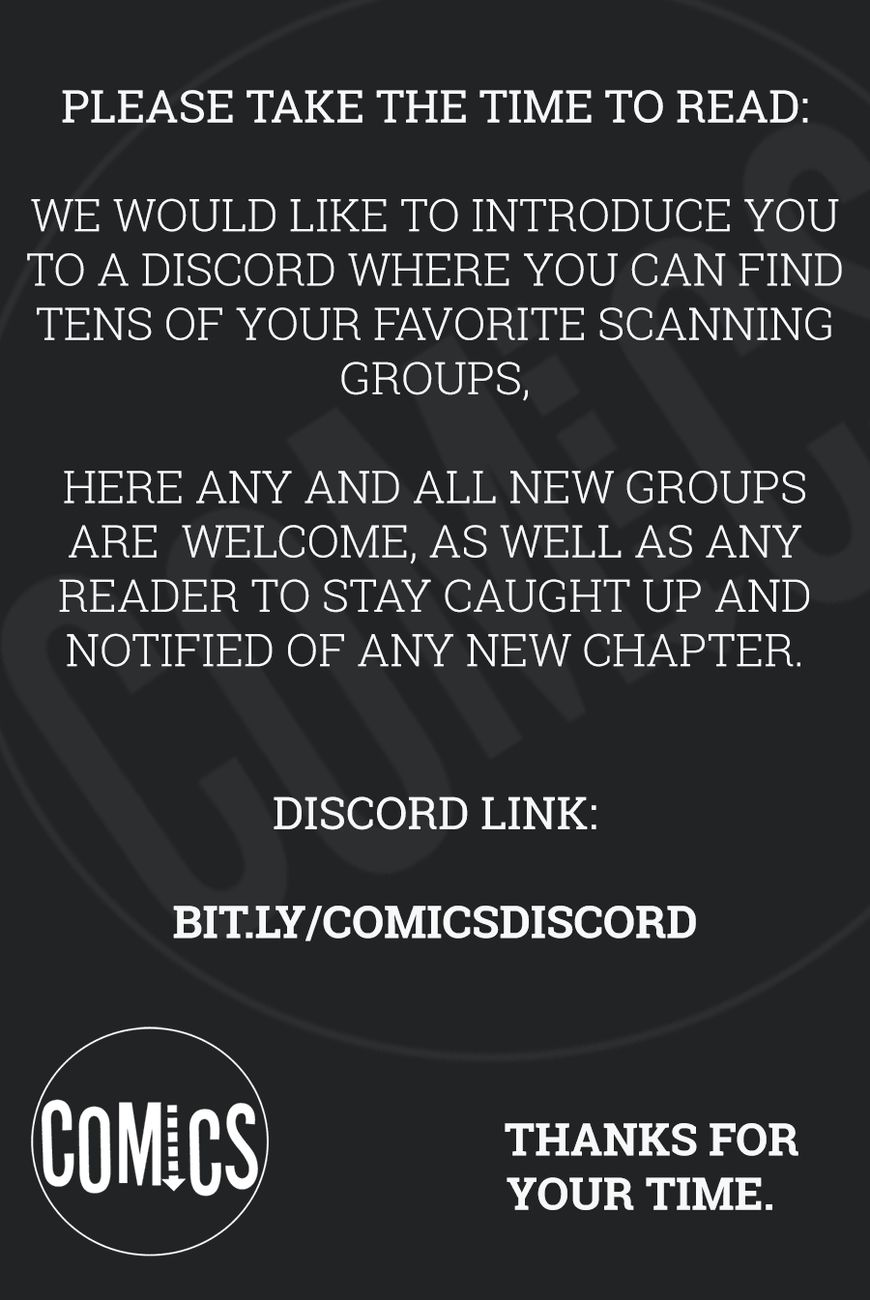 PLEASE TAKE THE TIME TO READ:
WE WOULD LIKE TO INTRODUCE YOU
TO A DISCORD WHERE YOU CAN FIND
TENS OF YOUR FAVORITE SCANNING
GROUPS,
HERE ANY AND ALL NEW GROUPS
ARE  WELCOME, AS WELL AS ANY
READER TO STAY CAUGHT UP AND
NOTIFIED OF ANY NEW CHAPTER.
DISCORD LINK:
BIT.LY/COMICSDISCORD
COMICS
THANKS FOR
YOUR TIME.